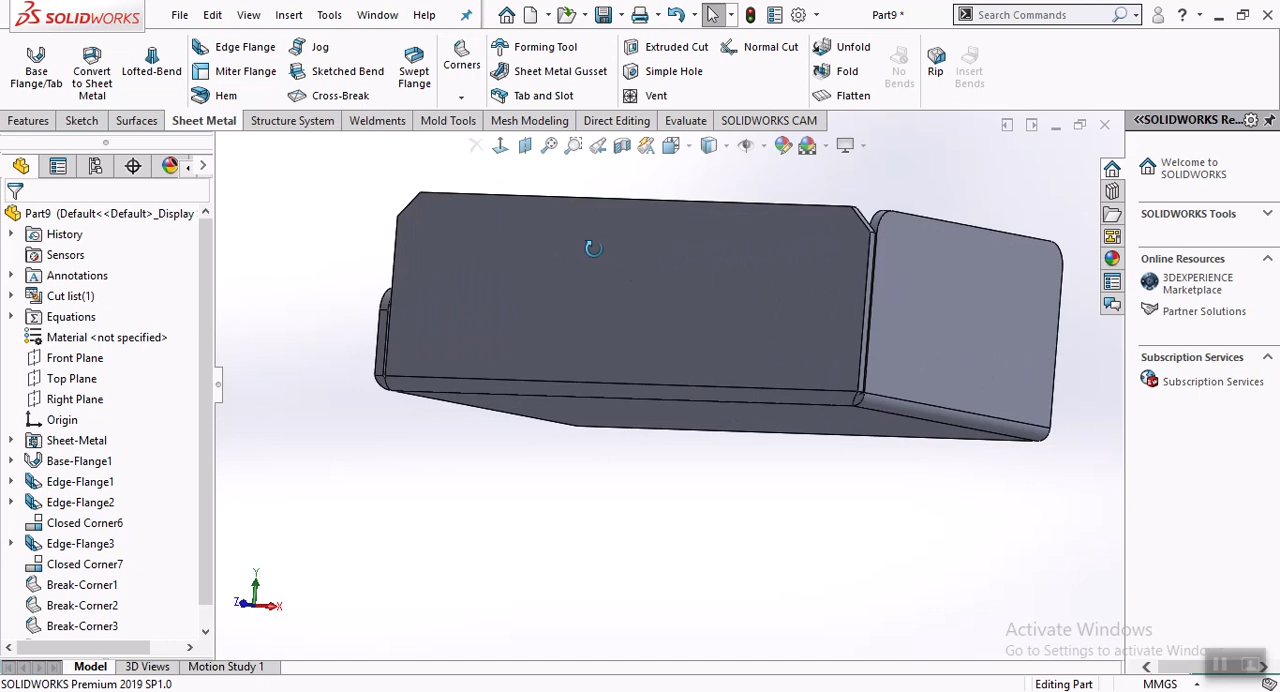 SOLIDWORKS File Edit View Insert Tools Window Help Part9 * Search Commands ?
Base Flange/Tab
Convert to Sheet Metal
Lofted-Bend
Edge Flange
Miter Flange
Hem
Jog
Sketched Bend
Cross-Break
Swept Flange
Corners
Forming Tool
Sheet Metal Gusset
Tab and Slot
Extruded Cut
Simple Hole
Vent
Normal Cut
Unfold
Fold
Flatten
No Bends
Rip
Insert Bends
Features Sketch Surfaces Sheet Metal Structure System Weldments Mold Tools Mesh Modeling Direct Editing Evaluate SOLIDWORKS CAM
SOLIDWORKS Re...
Part9 (Default<<Default>_Display
History
Sensors
Annotations
Cut list(1)
Equations
Material <not specified>
Front Plane
Top Plane
Right Plane
Origin
Sheet-Metal
Base-Flange1
Edge-Flange1
Edge-Flange2
Closed Corner6
Edge-Flange3
Closed Corner7
Break-Corner1
Break-Corner2
Break-Corner3
Y
Z
X
Welcome to
SOLIDWORKS
SOLIDWORKS Tools
Online Resources
3DEXPERIENCE
Marketplace
Partner Solutions
Subscription Services
Subscription Services
Activate Windows
Go to Settings to activate Windo
Model 3D Views Motion Study 1
SOLIDWORKS Premium 2019 SP1.0 Editing Part MMGS